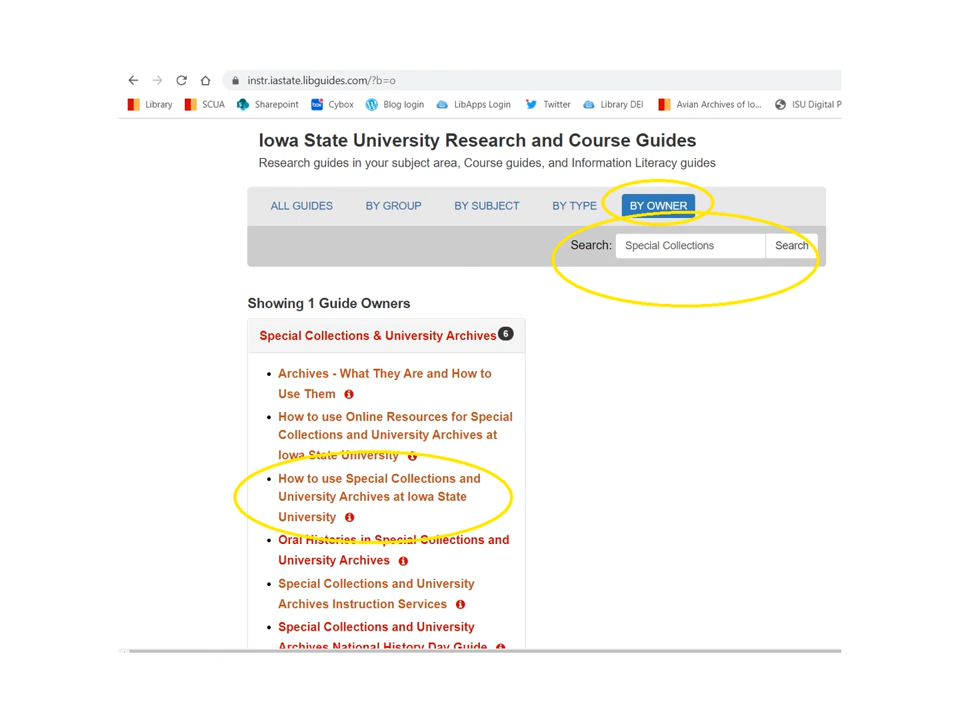 instr.iastate.libguides.com/?b=o
Library SCUA Sharepoint Cybox Blog login LibApps Login Twitter Library DEI Avian Archives of Io... ISU Digital P
Iowa State University Research and Course Guides
Research guides in your subject area, Course guides, and Information Literacy guides
ALL GUIDES BY GROUP BY SUBJECT BY TYPE BY OWNER
Search: Special Collections Search
Showing 1 Guide Owners
Special Collections & University Archives 6
Archives - What They Are and How to
Use Them
How to use Online Resources for Special
Collections and University Archives at
Iowa State University
How to use Special Collections and
University Archives at Iowa State
University
Oral Histories in Special Collections and
University Archives
Special Collections and University
Archives Instruction Services
Special Collections and University
Archives National History Day Guide